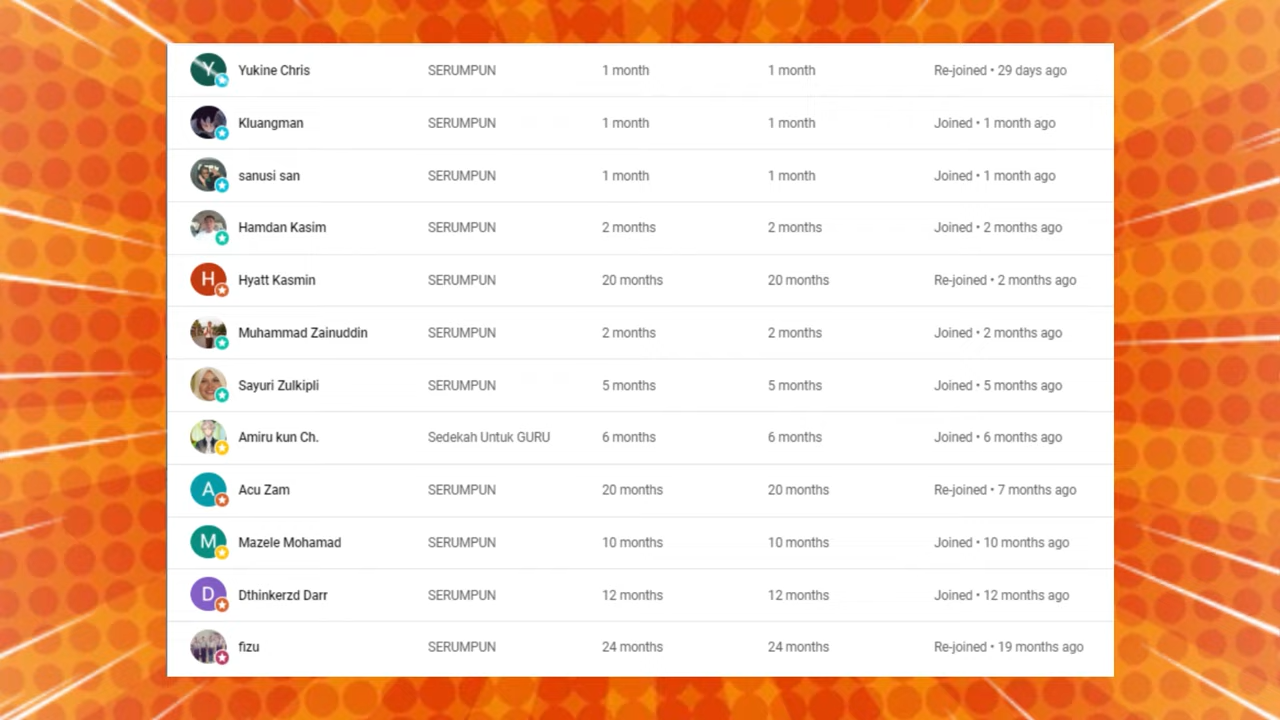 Y Yukine Chris SERUMPUN 1 month 1 month Re-joined • 29 days ago
Kluangman SERUMPUN 1 month 1 month Joined • 1 month ago
sanusi san SERUMPUN 1 month 1 month Joined • 1 month ago
Hamdan Kasim SERUMPUN 2 months 2 months Joined • 2 months ago
H Hyatt Kasmin SERUMPUN 20 months 20 months Re-joined • 2 months ago
Muhammad Zainuddin SERUMPUN 2 months 2 months Joined • 2 months ago
Sayuri Zulkipli SERUMPUN 5 months 5 months Joined • 5 months ago
Amiru kun Ch. Sedekah Untuk GURU 6 months 6 months Joined • 6 months ago
A Acu Zam SERUMPUN 20 months 20 months Re-joined • 7 months ago
M Mazele Mohamad SERUMPUN 10 months 10 months Joined • 10 months ago
D Dthinkerzd Darr SERUMPUN 12 months 12 months Joined • 12 months ago
fizu SERUMPUN 24 months 24 months Re-joined • 19 months ago